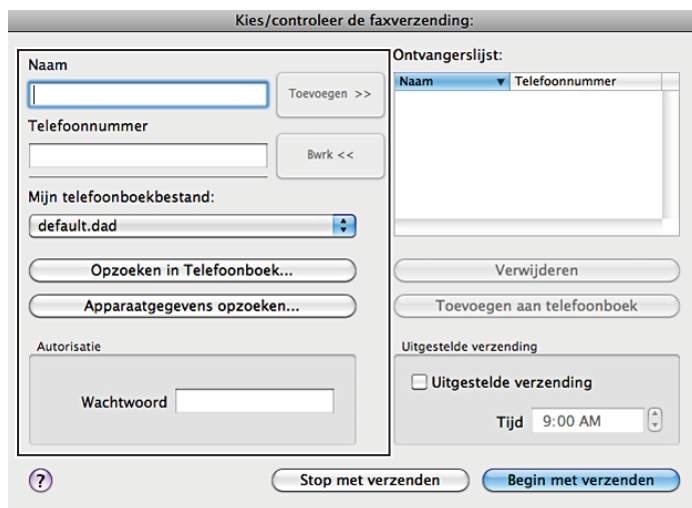 Kies/controleer de faxverzending:
Naam
Toevoegen >>
Telefoonnummer
Bwrk <<
Mijn telefoonboekbestand:
default.dad
Opzoeken in Telefoonboek...
Apparaatgegevens opzoeken...
Autorisatie
Wachtwoord
Ontvangerslijst:
Naam Telefoonnummer
Verwijderen
Toevoegen aan telefoonboek
Uitgestelde verzending
Uitgestelde verzending
Tijd 9:00 AM
?
Stop met verzenden
Begin met verzenden